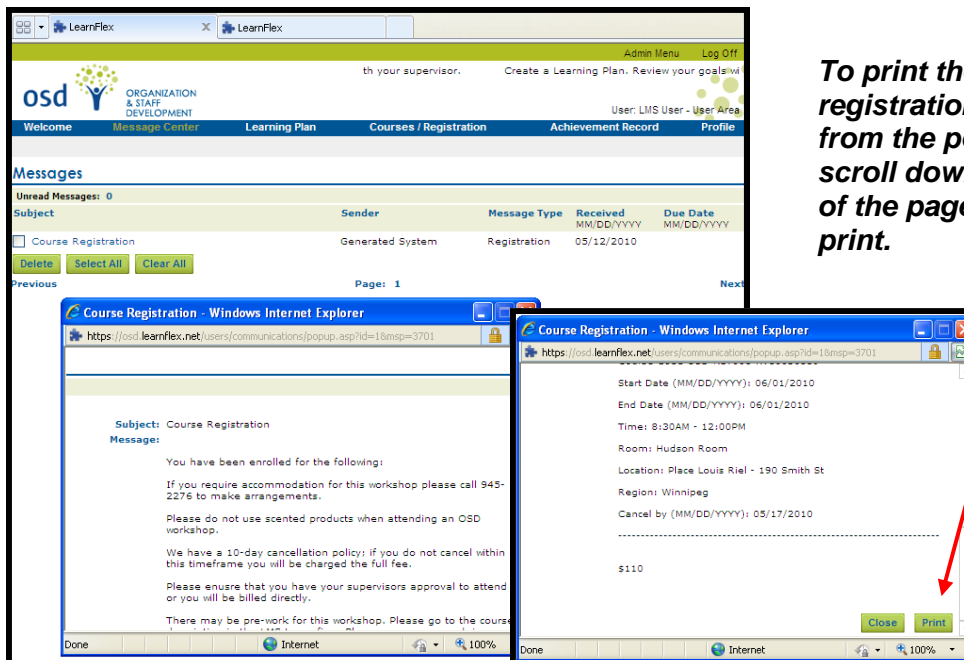 LearnFlex X LearnFlex
Admin Menu Log Off
th your supervisor. Create a Learning Plan. Review your goals wi
osd ORGANIZATION
& STAFF
DEVELOPMENT
User: LMS User - User Area
Welcome Message Center Learning Plan Courses / Registration Achievement Record Profile
Messages
Unread Messages: 0
Subject Sender Message Type Received Due Date
MM/DD/YYYY MM/DD/YYYY
Course Registration Generated System Registration 05/12/2010
Delete Select All Clear All
Previous Page: 1 Next
Course Registration - Windows Internet Explorer
https://osd.learnflex.net/users/communications/popup.asp?id=1&msp=3701
Subject: Course Registration
Message:
You have been enrolled for the following:
If you require accommodation for this workshop please call 945-
2276 to make arrangements.
Please do not use scented products when attending an OSD
workshop.
We have a 10-day cancellation policy; if you do not cancel within
this timeframe you will be charged the full fee.
Please enusre that you have your supervisors approval to attend
or you will be billed directly.
There may be pre-work for this workshop. Please go to the course
Done Internet 100%
Course Registration - Windows Internet Explorer
https://osd.learnflex.net/users/communications/popup.asp?id=1&msp=3701
Start Date (MM/DD/YYYY): 06/01/2010
End Date (MM/DD/YYYY): 06/01/2010
Time: 8:30AM - 12:00PM
Room: Hudson Room
Location: Place Louis Riel - 190 Smith St
Region: Winnipeg
Cancel by (MM/DD/YYYY): 05/17/2010
--------------------------------------------------------------------------------
$110
Close Print
Done Internet 100%
To print th
registration
from the p
scroll dow
of the page
print.